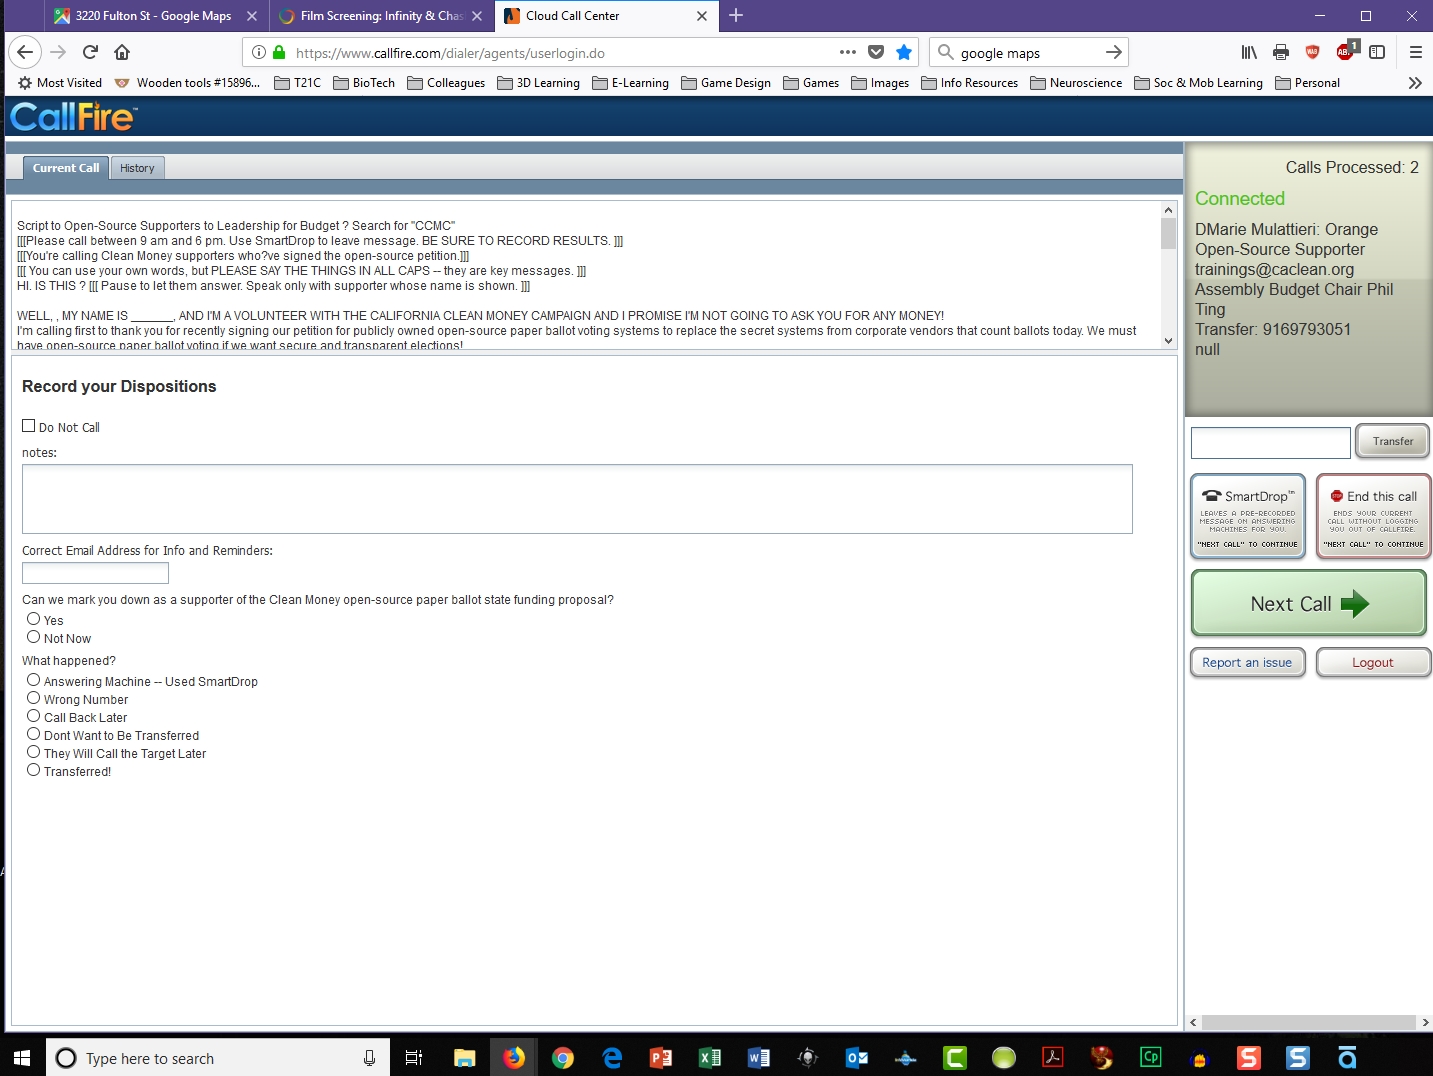 3220 Fulton St - Google Maps
Film Screening: Infinity & Chas
Cloud Call Center
https://www.callfire.com/dialer/agents/userlogin.do
google maps
1
Most Visited
Wooden tools #15896...
T21C
BioTech
Colleagues
3D Learning
E-Learning
Game Design
Games
Images
Info Resources
Neuroscience
Soc & Mob Learning
Personal
CallFire™
Current Call
History
Script to Open-Source Supporters to Leadership for Budget ? Search for "CCMC"
[[[Please call between 9 am and 6 pm. Use SmartDrop to leave message. BE SURE TO RECORD RESULTS. ]]]
[[[You're calling Clean Money supporters who?ve signed the open-source petition.]]]
[[[ You can use your own words, but PLEASE SAY THE THINGS IN ALL CAPS -- they are key messages. ]]]
HI. IS THIS ? [[[ Pause to let them answer. Speak only with supporter whose name is shown. ]]]
WELL, , MY NAME IS _______, AND I'M A VOLUNTEER WITH THE CALIFORNIA CLEAN MONEY CAMPAIGN AND I PROMISE I'M NOT GOING TO ASK YOU FOR ANY MONEY!
I'm calling first to thank you for recently signing our petition for publicly owned open-source paper ballot voting systems to replace the secret systems from corporate vendors that count ballots today. We must
have open-source paper ballot voting if we want secure and transparent elections!
Record your Dispositions
Do Not Call
notes:
Correct Email Address for Info and Reminders:
Can we mark you down as a supporter of the Clean Money open-source paper ballot state funding proposal?
Yes
Not Now
What happened?
Answering Machine -- Used SmartDrop
Wrong Number
Call Back Later
Dont Want to Be Transferred
They Will Call the Target Later
Transferred!
Calls Processed: 2
Connected
DMarie Mulattieri: Orange
Open-Source Supporter
trainings@caclean.org
Assembly Budget Chair Phil
Ting
Transfer: 9169793051
null
Transfer
SmartDrop™
LEAVES A PRE-RECORDED
MESSAGE ON ANSWERING
MACHINES FOR YOU.
"NEXT CALL" TO CONTINUE
STOP
End this call
ENDS YOUR CURRENT
CALL WITHOUT LOGGING
YOU OUT OF CALLFIRE.
"NEXT CALL" TO CONTINUE
Next Call
Report an issue
Logout
Type here to search